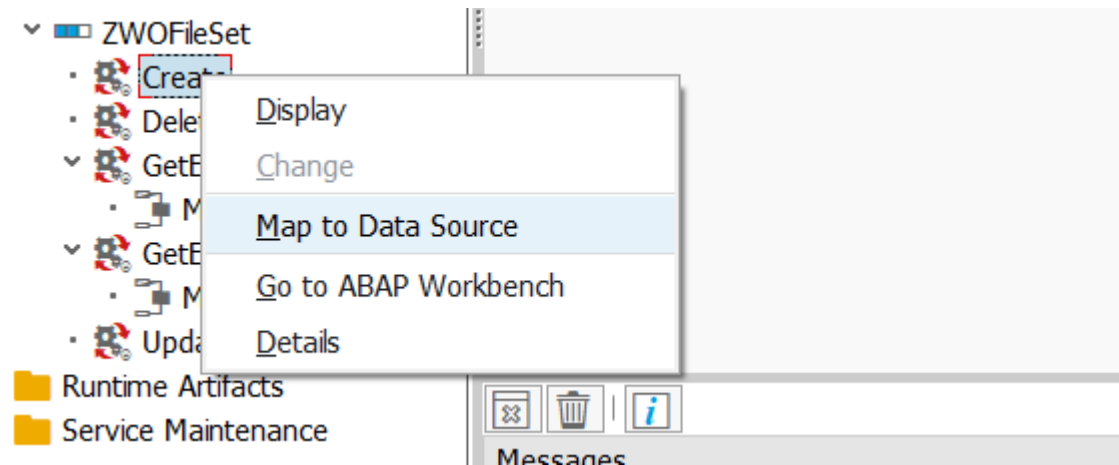 ZWOFileSet
Creat
Display
Delet
Change
GetE
M
Map to Data Source
GetE
Go to ABAP Workbench
M
Upda
Details
Runtime Artifacts
Service Maintenance
Messages